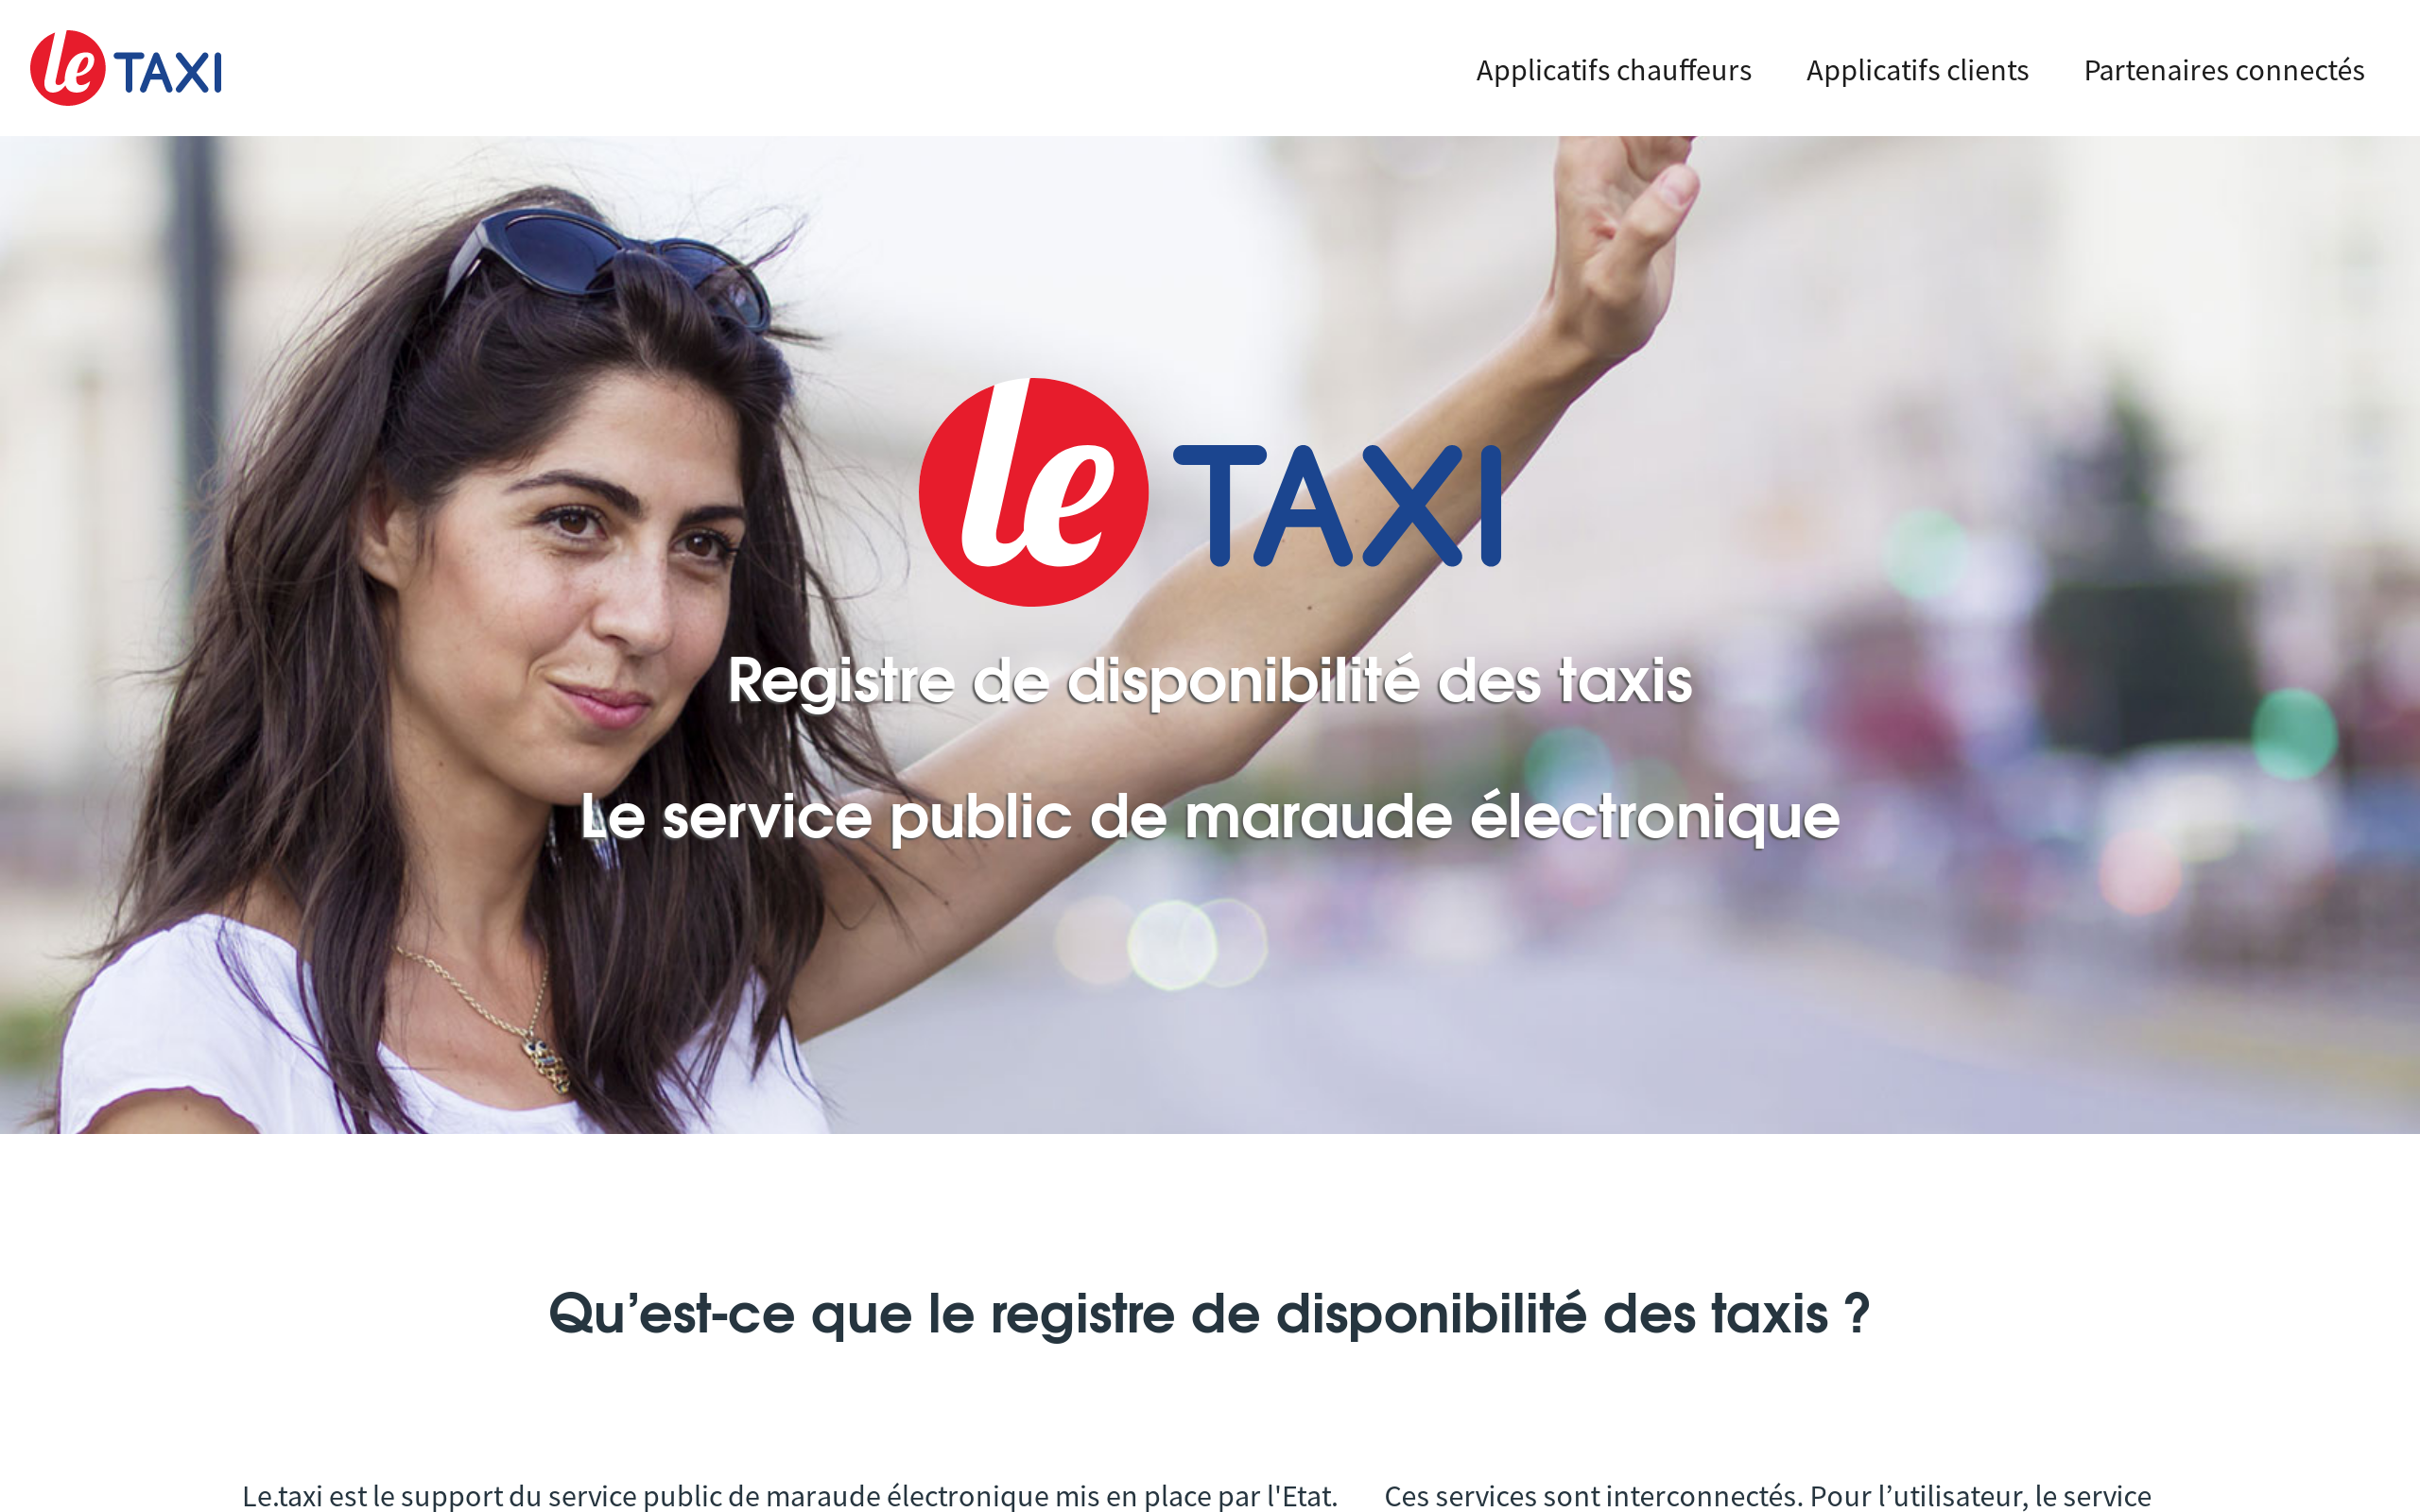 le TAXI
Applicatifs chauffeurs
Applicatifs clients
Partenaires connectés
le TAXI
Registre de disponibilité des taxis
Le service public de maraude électronique
Qu’est-ce que le registre de disponibilité des taxis ?
Le.taxi est le support du service public de maraude électronique mis en place par l'Etat.
Ces services sont interconnectés. Pour l’utilisateur, le service